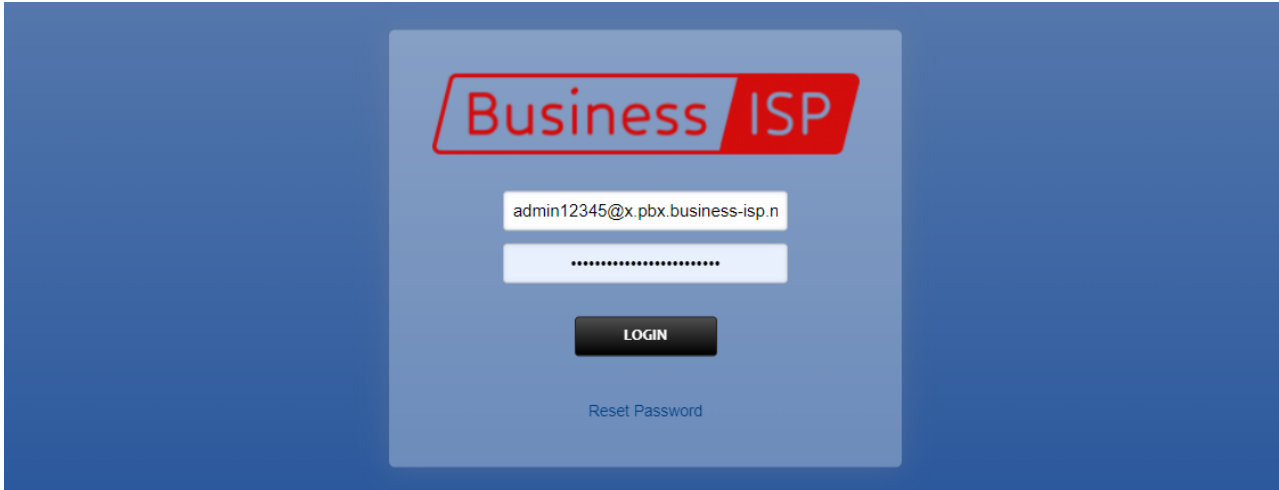 Business ISP
admin12345@x.pbx.business-isp.n
•••••••••••••••••••••••••
LOGIN
Reset Password